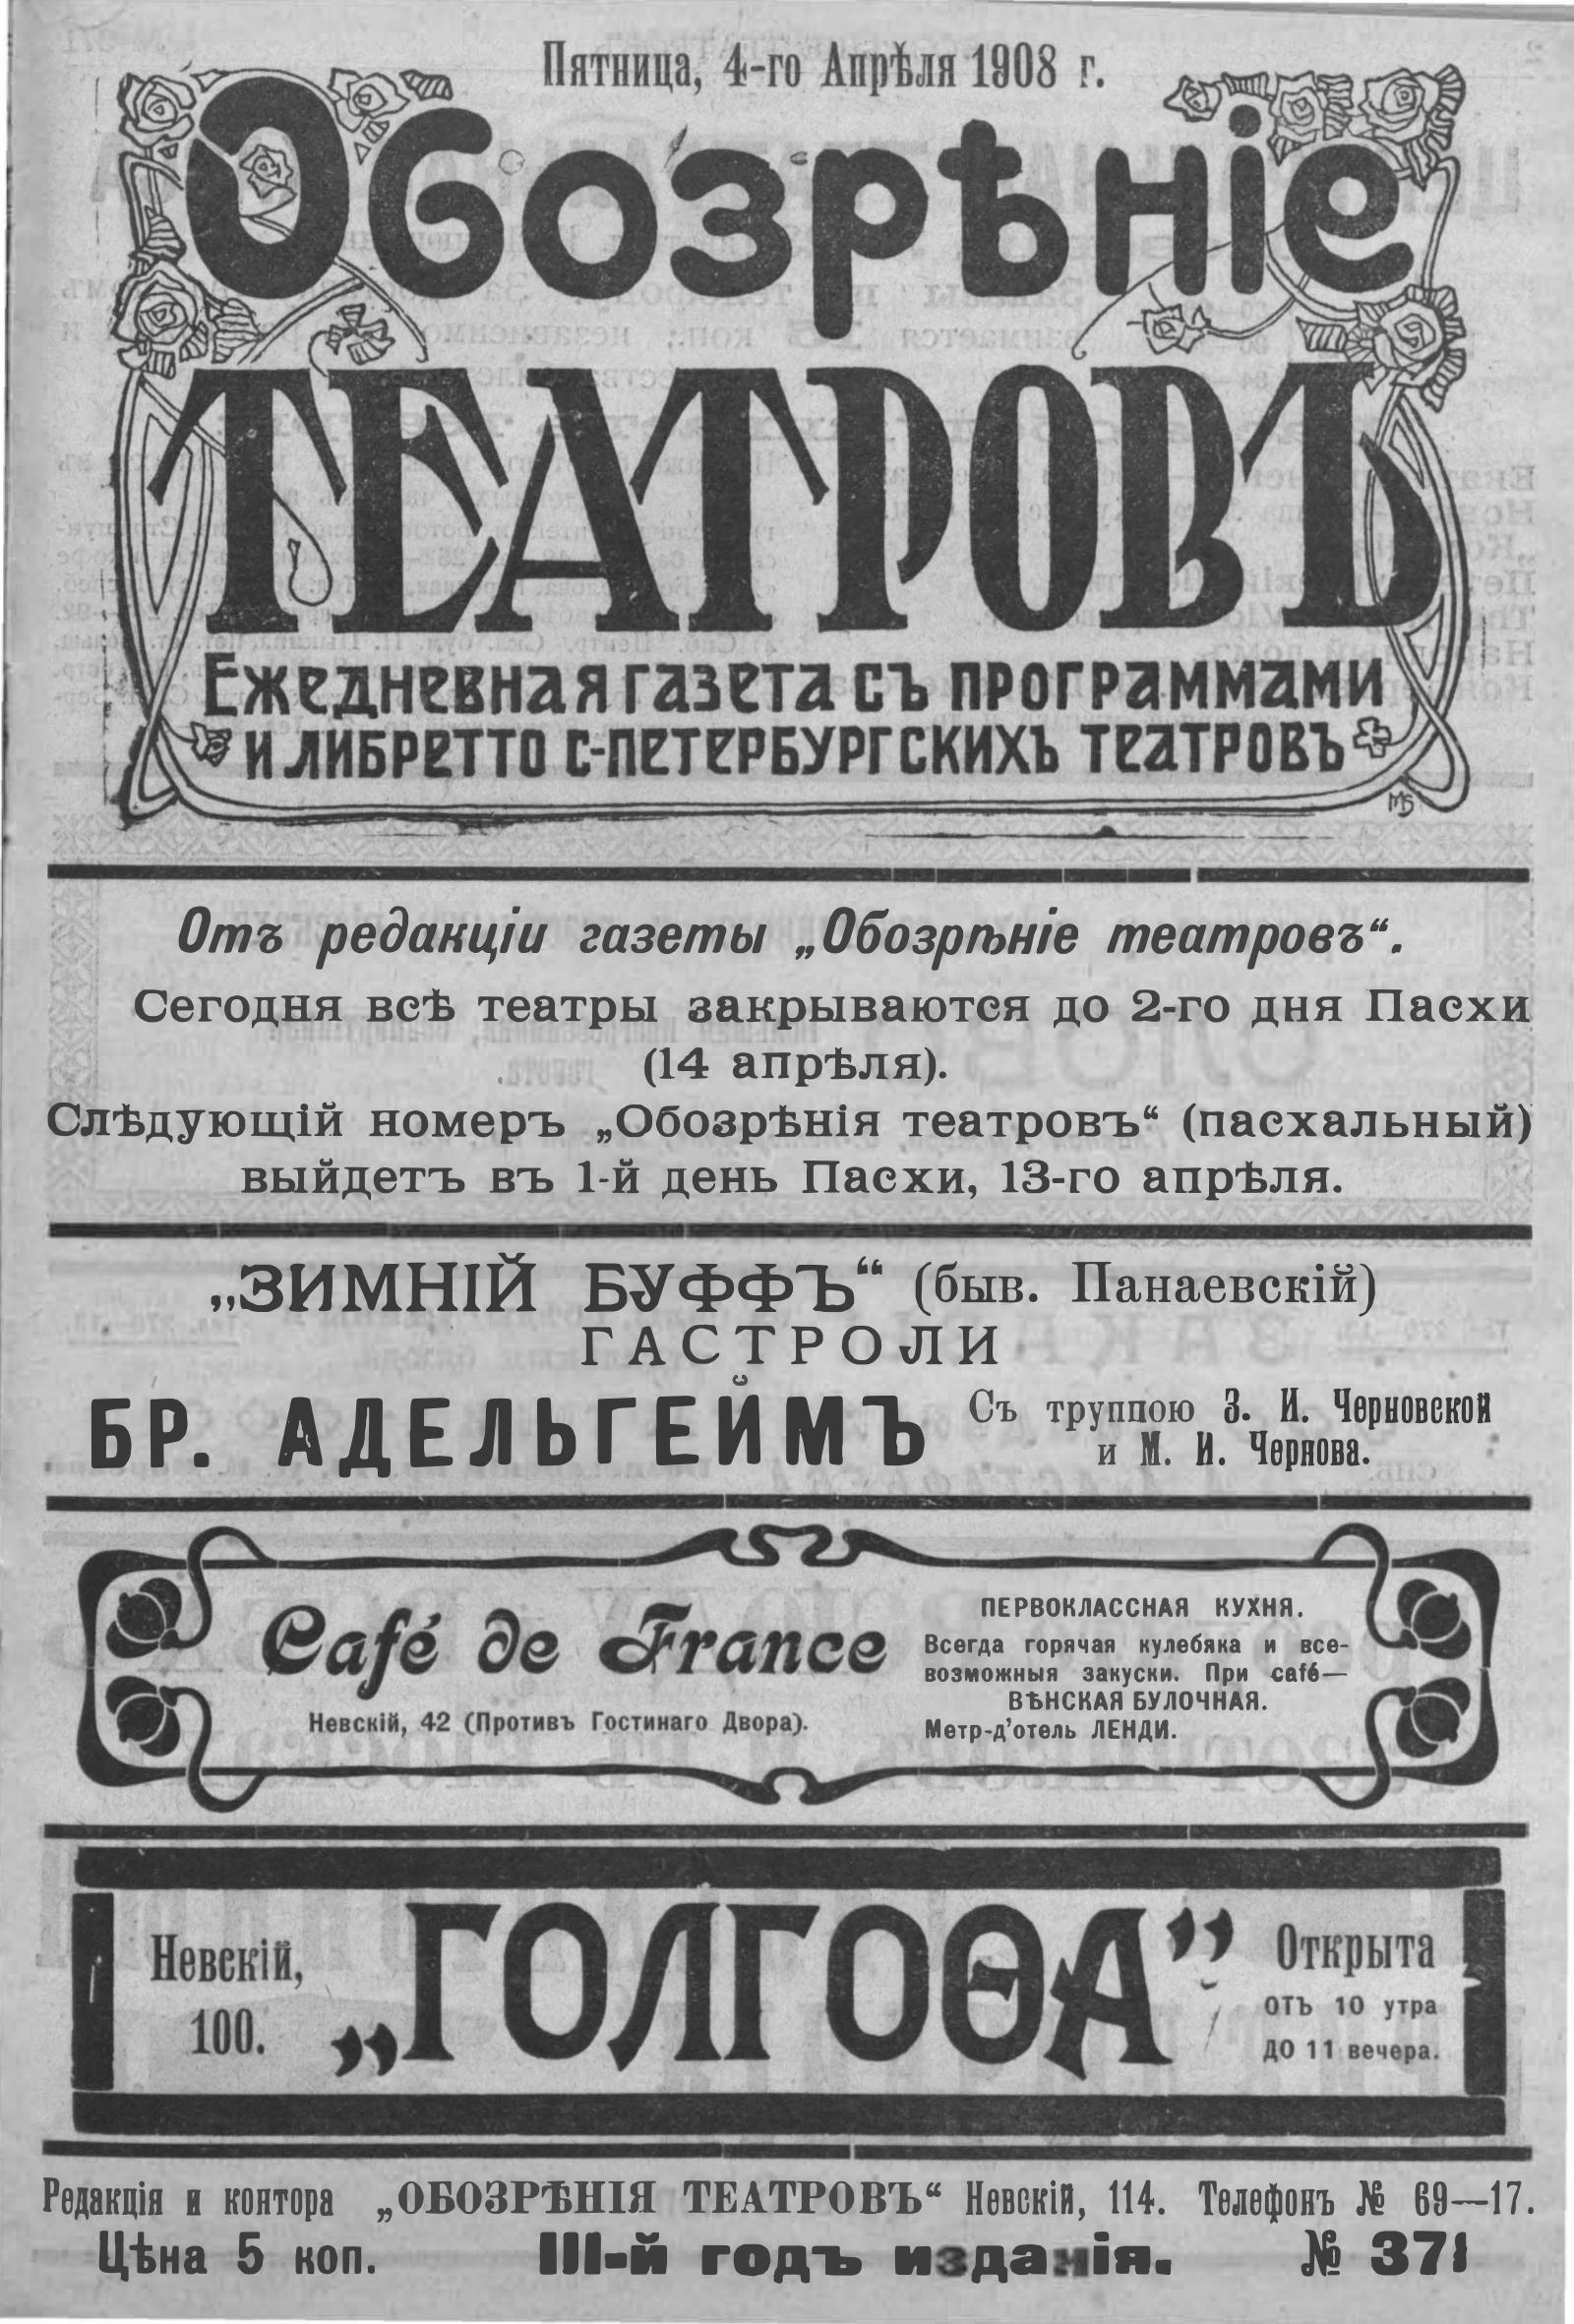 Пятница, 4-го Апрѣля 1908 г.
Обозрѣніе
ТЕАТРОВЪ
Ежедневная газета съ программами
и либретто С-Петербургскихъ театровъ
МБ
Отъ редакціи газеты „Обозрѣніе театровъ“.
Сегодня всѣ театры закрываются до 2-го дня Пасхи
(14 апрѣля).
Слѣдующій номеръ „Обозрѣнія театровъ“ (пасхальный)
выйдетъ въ 1-й день Пасхи, 13-го апрѣля.
„ЗИМНІЙ БУФФЪ“ (быв. Панаевскій)
ГАСТРОЛИ
БР. АДЕЛЬГЕЙМЪ
Съ труппою З. И. Черновской
и М. И. Чернова.
Café de France
Невскій, 42 (Противъ Гостинаго Двора).
ПЕРВОКЛАССНАЯ КУХНЯ.
Всегда горячая кулебяка и все-
возможныя закуски. При café—
ВѢНСКАЯ БУЛОЧНАЯ.
Метр-д'отель ЛЕНДИ.
Невскій,
100.
„ГОЛГОѲА”
Открыта
ОТЪ 10 утра
ДО 11 вечера.
Редакція и контора „ОБОЗРѢНІЯ ТЕАТРОВЪ“ Невскій, 114. Телефонъ № 69—17.
Цѣна 5 коп. III-й годъ изданія. № 371